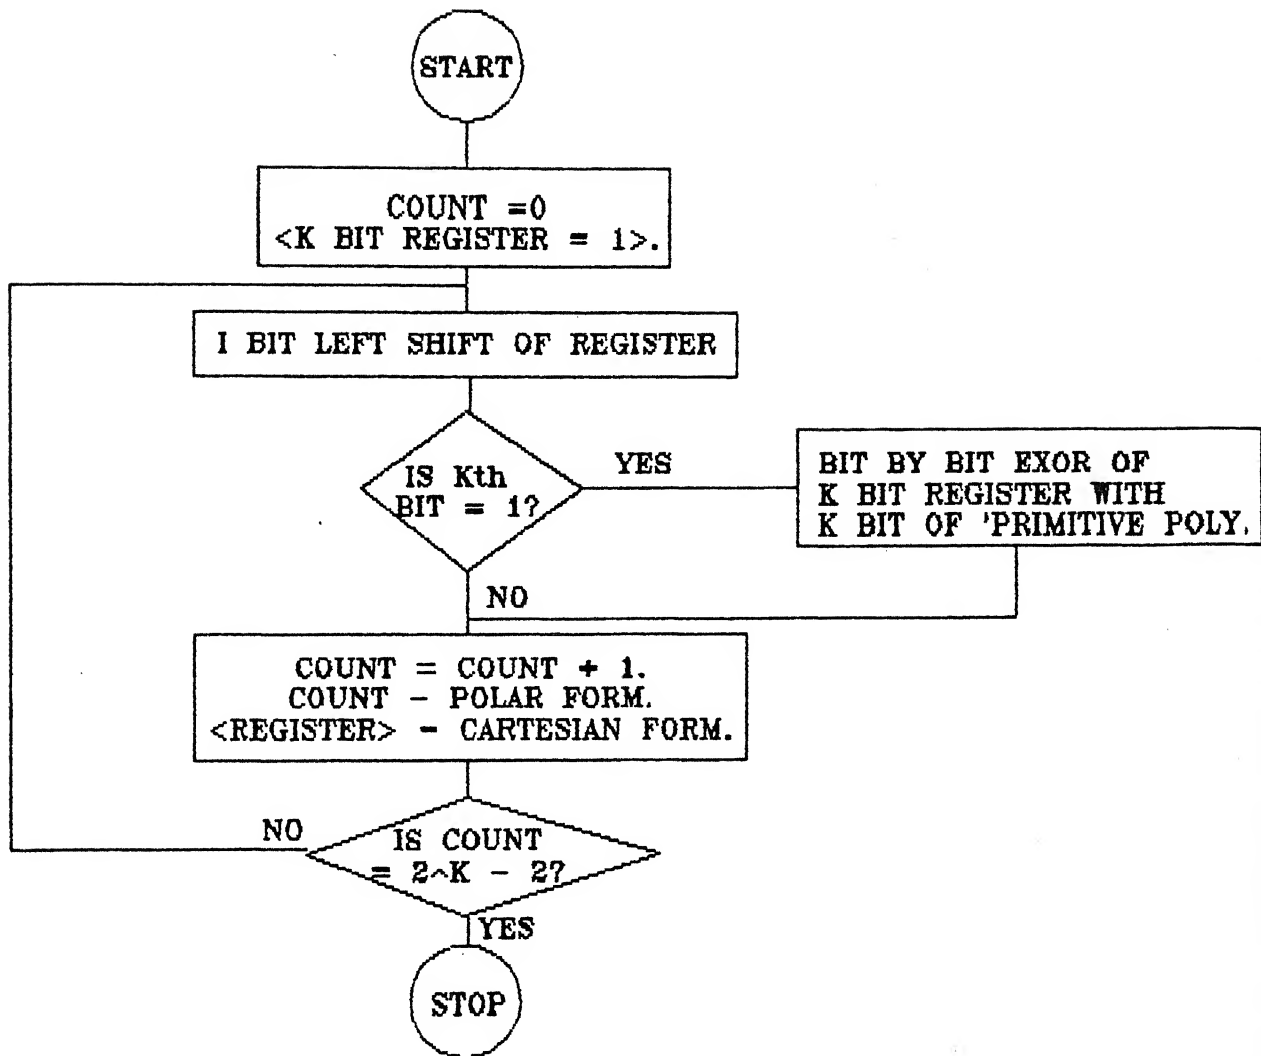 START
COUNT =0
<K BIT REGISTER = 1>.
I BIT LEFT SHIFT OF REGISTER
IS Kth
BIT = 1?
YES
BIT BY BIT EXOR OF
K BIT REGISTER WITH
K BIT OF 'PRIMITIVE POLY.
NO
COUNT = COUNT + 1.
COUNT - POLAR FORM.
<REGISTER> - CARTESIAN FORM.
NO
IS COUNT
= 2^K - 2?
YES
STOP